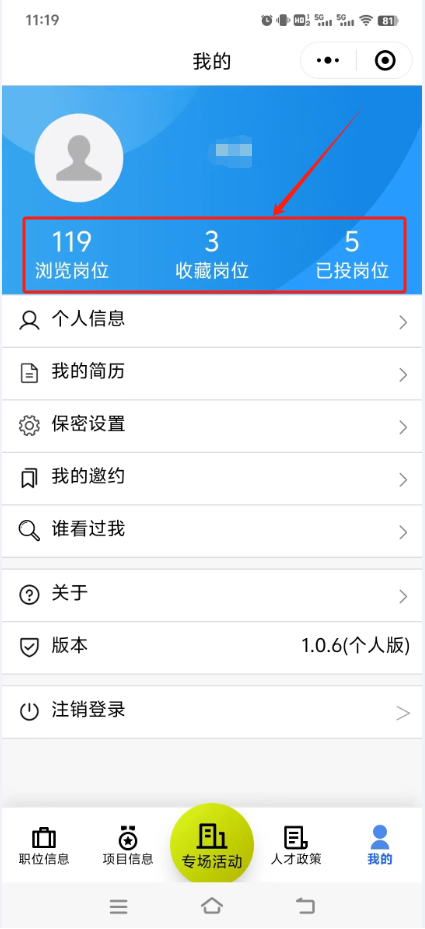 11:19
HD 5G 5G 81
我的
119 3 5
浏览岗位 收藏岗位 已投岗位
个人信息
我的简历
保密设置
我的邀约
谁看过我
关于
版本 1.0.6(个人版)
注销登录
职位信息 项目信息 专场活动 人才政策 我的